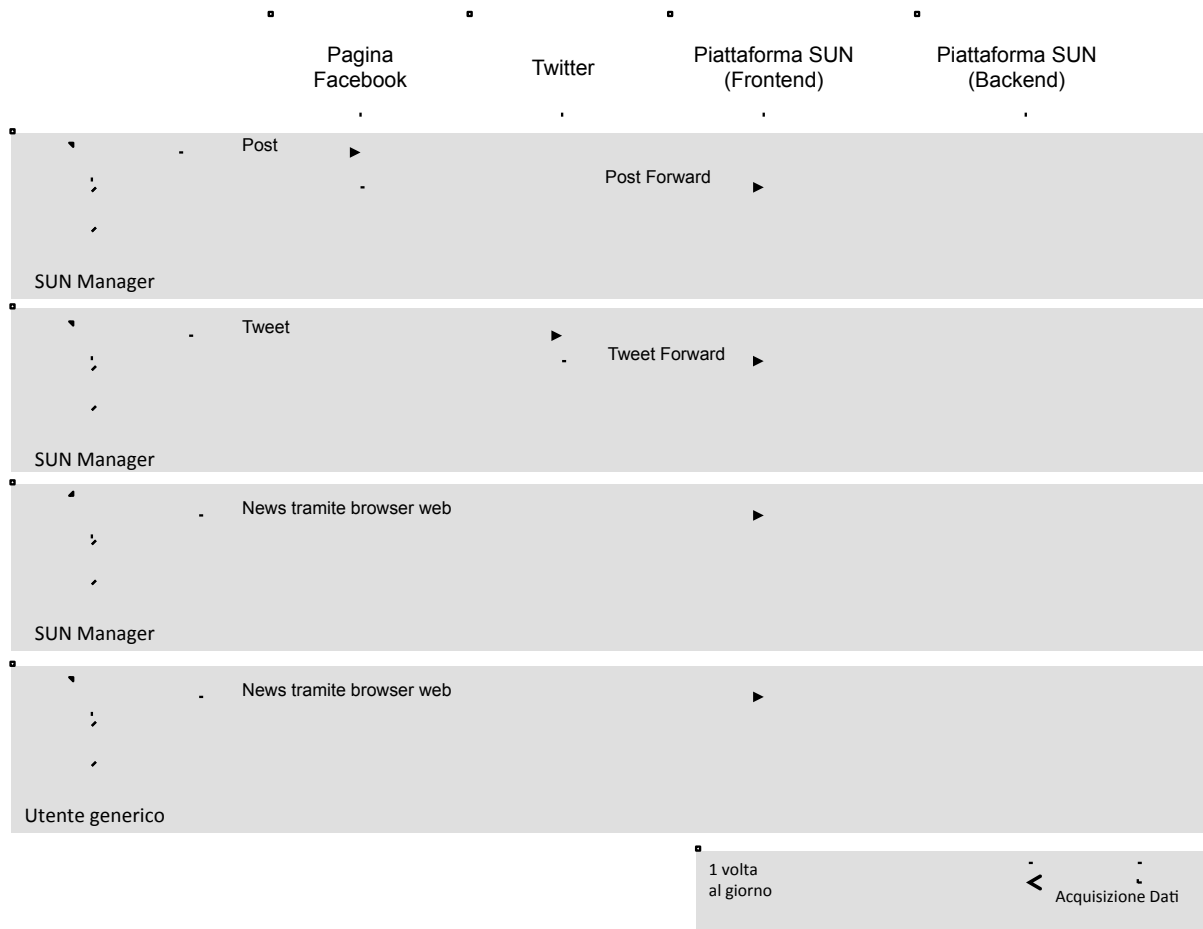 Pagina
Facebook
Twitter
Piattaforma SUN
(Frontend)
Piattaforma SUN
(Backend)
Post
Post Forward
SUN Manager
Tweet
Tweet Forward
SUN Manager
News tramite browser web
SUN Manager
News tramite browser web
Utente generico
1 volta
al giorno
Acquisizione Dati